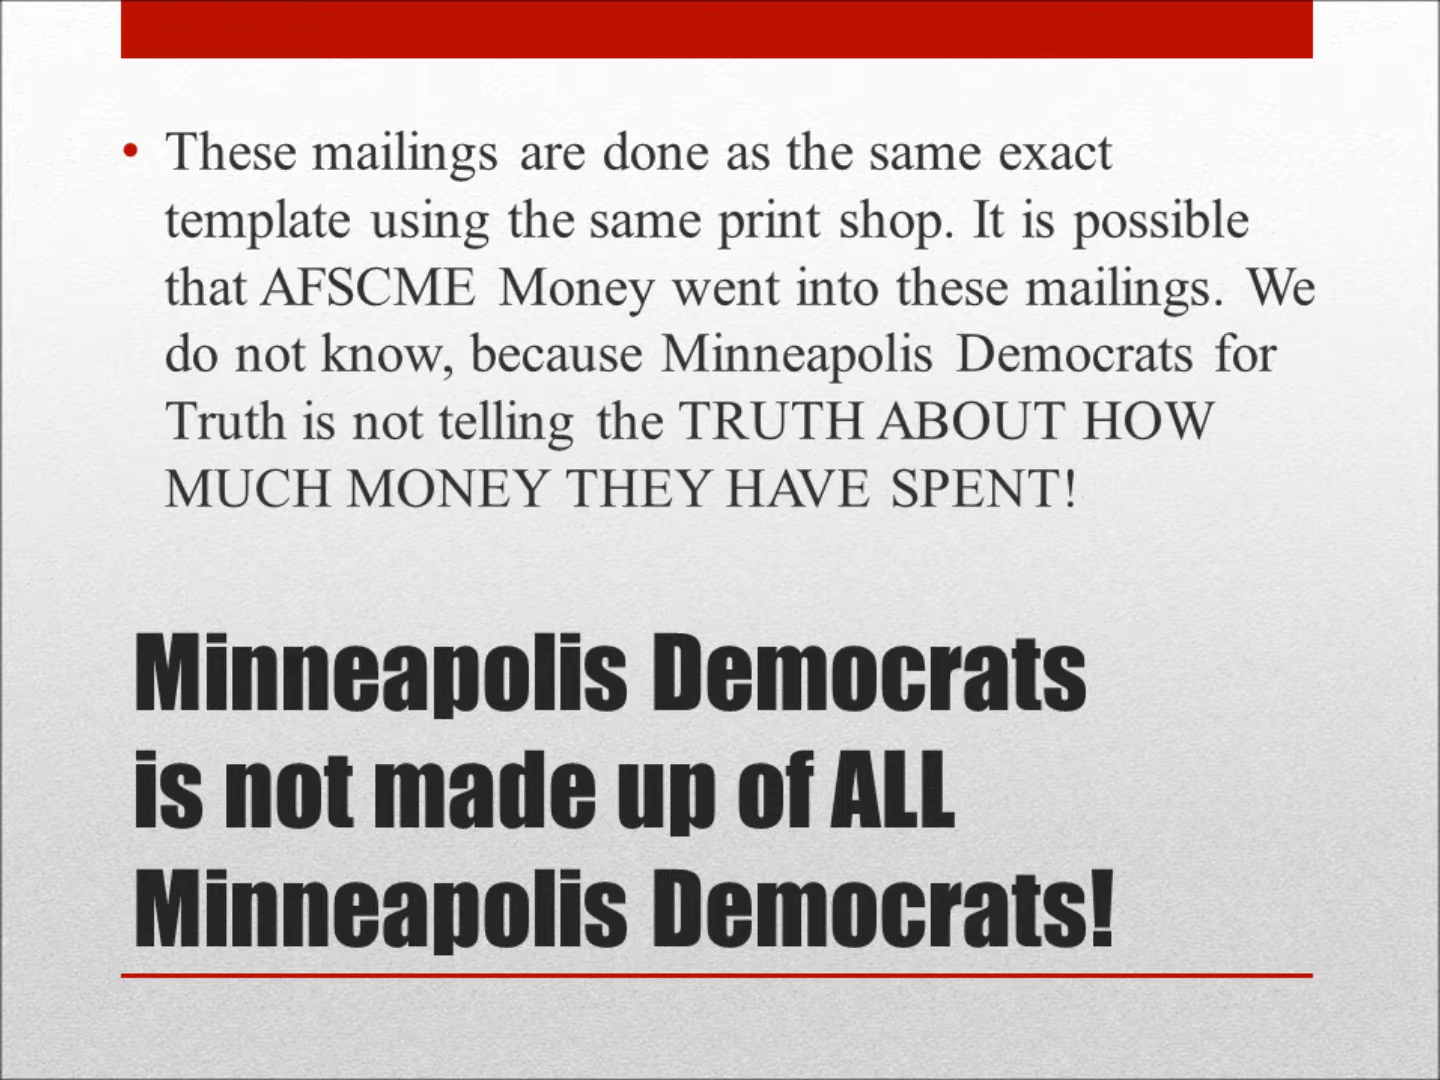 • These mailings are done as the same exact
template using the same print shop. It is possible
that AFSCME Money went into these mailings. We
do not know, because Minneapolis Democrats for
Truth is not telling the TRUTH ABOUT HOW
MUCH MONEY THEY HAVE SPENT!
Minneapolis Democrats
is not made up of ALL
Minneapolis Democrats!